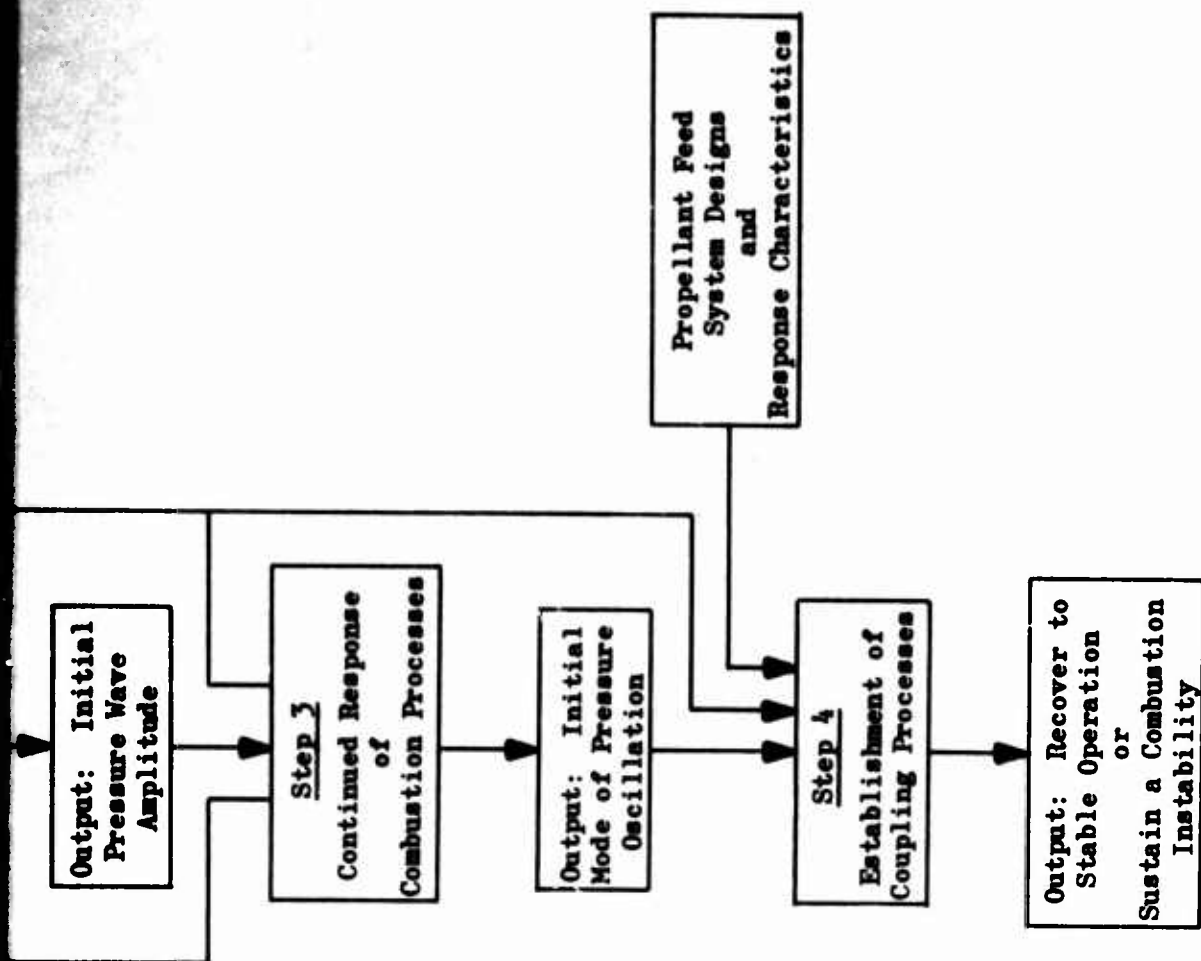 Output: Initial
Pressure Wave
Amplitude
Step 3
Continued Response
of
Combustion Processes
Output: Initial
Mode of Pressure
Oscillation
Propellant Feed
System Designs
and
Response Characteristics
Step 4
Establishment of
Coupling Processes
Output: Recover to
Stable Operation
or
Sustain a Combustion
Instability